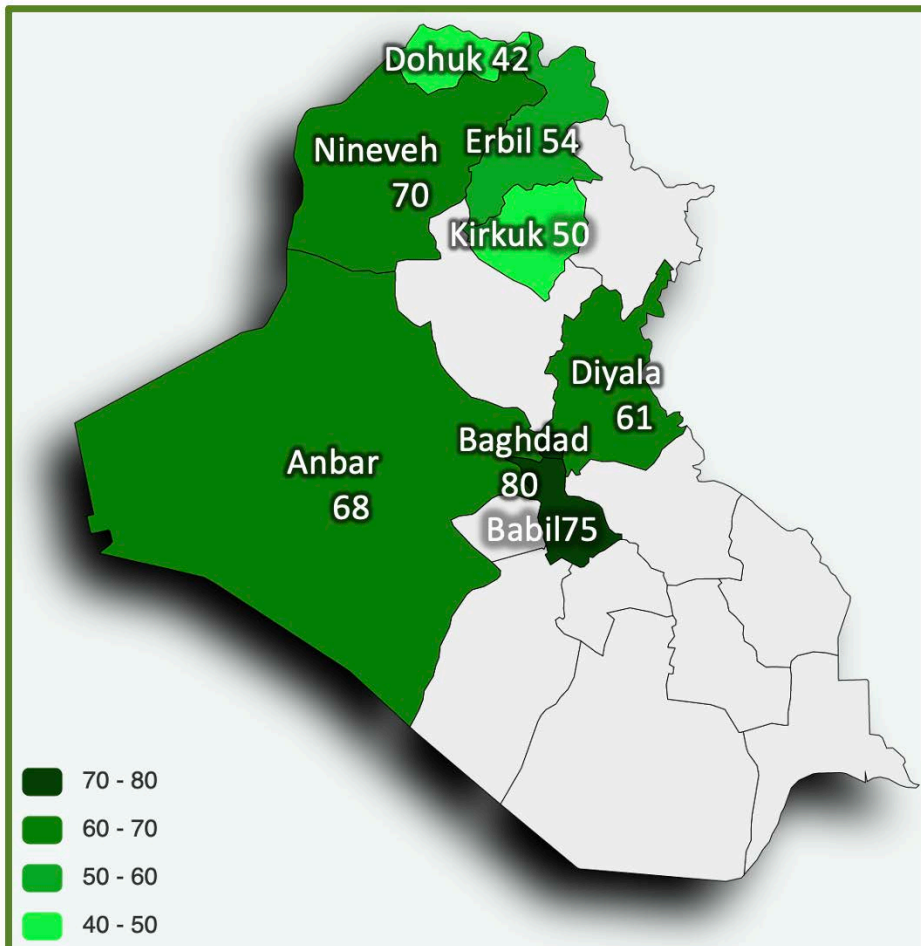 Dohuk 42
Nineveh
70
Erbil 54
Kirkuk 50
Diyala
61
Baghdad
80
Anbar
68
Babil75
70 - 80
60 - 70
50 - 60
40 - 50